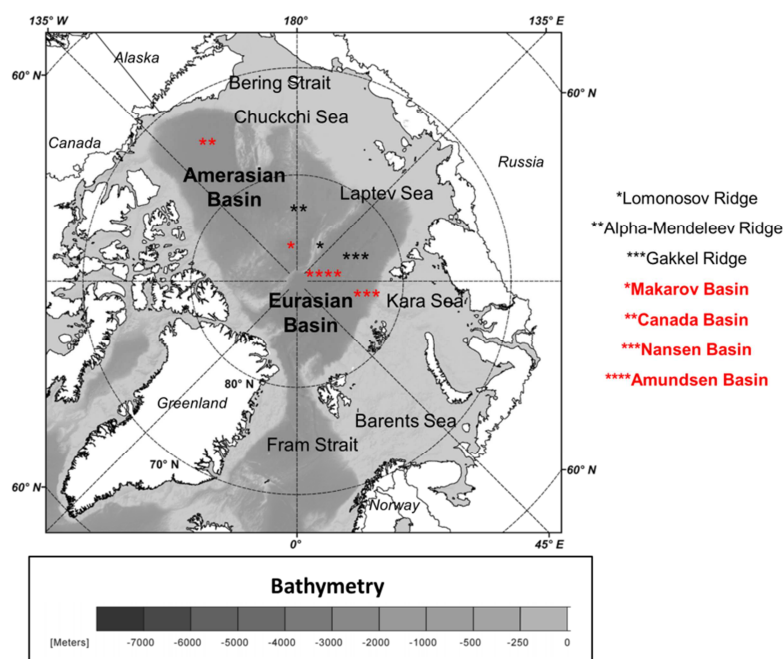 135° W
180°
135° E
Alaska
60° N
Bering Strait
60° N
Chuckchi Sea
Canada
**
Russia
Amerasian
Basin
Laptev Sea
*Lomonosov Ridge
**
**Alpha-Mendeleev Ridge
*
*
***
***Gakkel Ridge
****
*Makarov Basin
Eurasian
Basin
***
Kara Sea
**Canada Basin
***Nansen Basin
80° N
****Amundsen Basin
Greenland
Barents Sea
Fram Strait
70° N
60° N
60° N
Norway
0°
45° E
Bathymetry
[Meters]
-7000
-6000
-5000
-4000
-3000
-2000
-1000
-500
-250
0